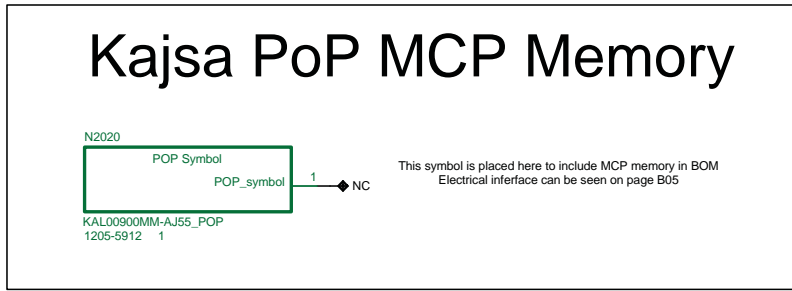 Kajsa PoP MCP Memory
N2020
POP Symbol
POP_symbol
1
NC
This symbol is placed here to include MCP memory in BOM
Electrical inferface can be seen on page B05
KAL00900MM-AJ55_POP
1205-5912 1